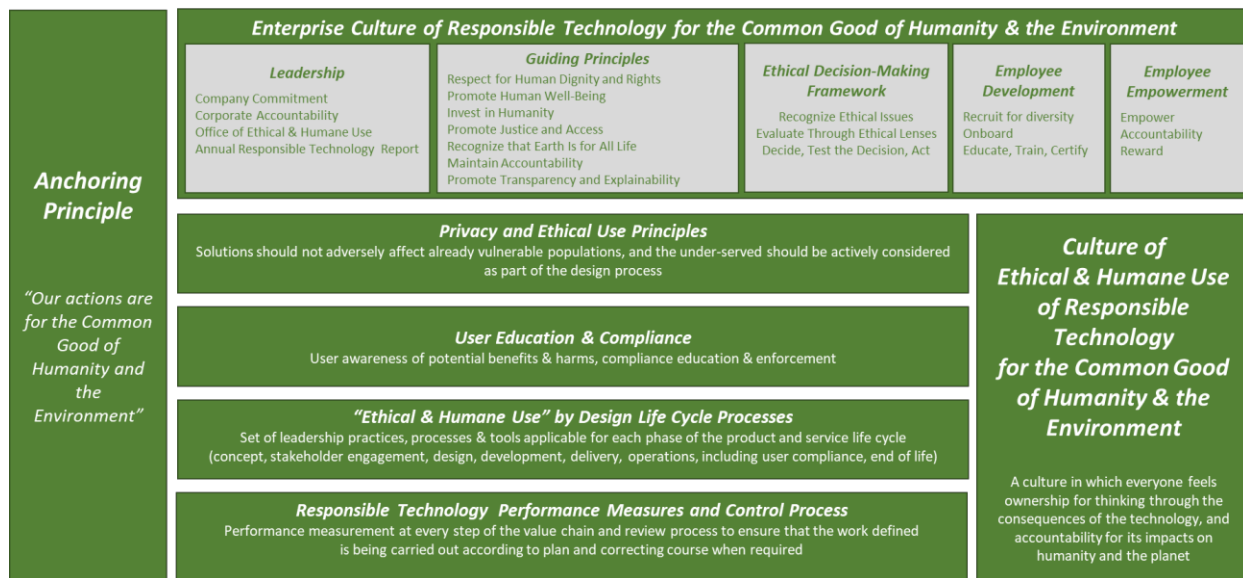 Enterprise Culture of Responsible Technology for the Common Good of Humanity & the Environment
Anchoring
Principle
“Our actions are
for the Common
Good of
Humanity and
the
Environment”
Leadership
Company Commitment
Corporate Accountability
Office of Ethical & Humane Use
Annual Responsible Technology Report
Guiding Principles
Respect for Human Dignity and Rights
Promote Human Well-Being
Invest in Humanity
Promote Justice and Access
Recognize that Earth Is for All Life
Maintain Accountability
Promote Transparency and Explainability
Ethical Decision-Making
Framework
Recognize Ethical Issues
Evaluate Through Ethical Lenses
Decide, Test the Decision, Act
Employee
Development
Recruit for diversity
Onboard
Educate, Train, Certify
Employee
Empowerment
Empower
Accountability
Reward
Privacy and Ethical Use Principles
Solutions should not adversely affect already vulnerable populations, and the under-served should be actively considered
as part of the design process
User Education & Compliance
User awareness of potential benefits & harms, compliance education & enforcement
“Ethical & Humane Use” by Design Life Cycle Processes
Set of leadership practices, processes & tools applicable for each phase of the product and service life cycle
(concept, stakeholder engagement, design, development, delivery, operations, including user compliance, end of life)
Responsible Technology Performance Measures and Control Process
Performance measurement at every step of the value chain and review process to ensure that the work defined
is being carried out according to plan and correcting course when required
Culture of
Ethical & Humane Use
of Responsible
Technology
for the Common Good
of Humanity & the
Environment
A culture in which everyone feels
ownership for thinking through the
consequences of the technology, and
accountability for its impacts on
humanity and the planet